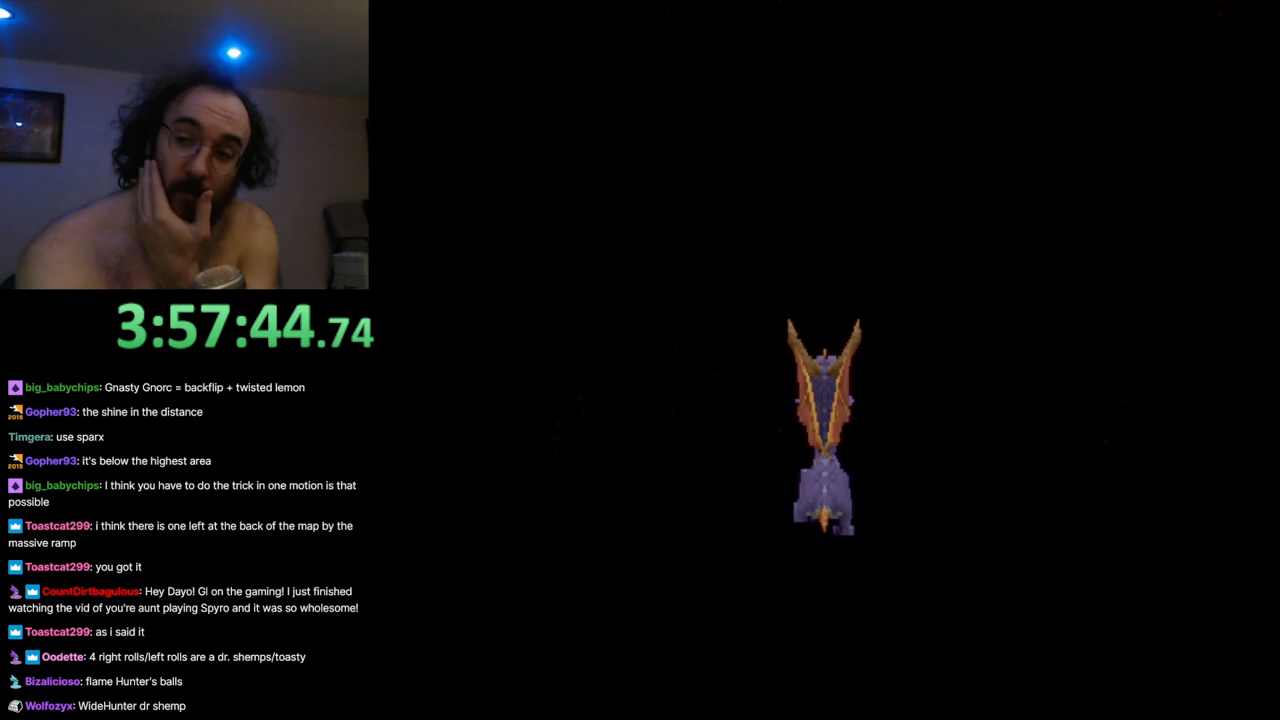 3:57:44.74
big_babychips: Gnasty Gnorc = backflip + twisted lemon
Gopher93: the shine in the distance
Timgera: use sparx
Gopher93: it's below the highest area
big_babychips: I think you have to do the trick in one motion is that
possible
Toastcat299: i think there is one left at the back of the map by the
massive ramp
Toastcat299: you got it
CountDirtbagulous: Hey Dayo! Gl on the gaming! I just finished
watching the vid of you're aunt playing Spyro and it was so wholesome!
Toastcat299: as i said it
Oodette: 4 right rolls/left rolls are a dr. shemps/toasty
Bizalicioso: flame Hunter's balls
Wolfozyx: WideHunter dr shemp